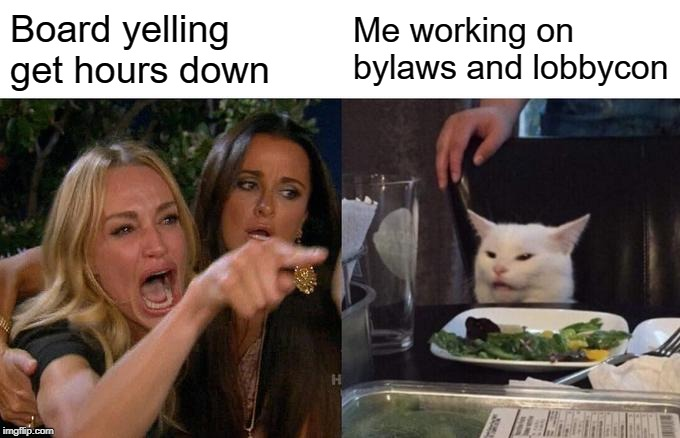 Board yelling
get hours down
Me working on
bylaws and lobbycon
imgflip.com